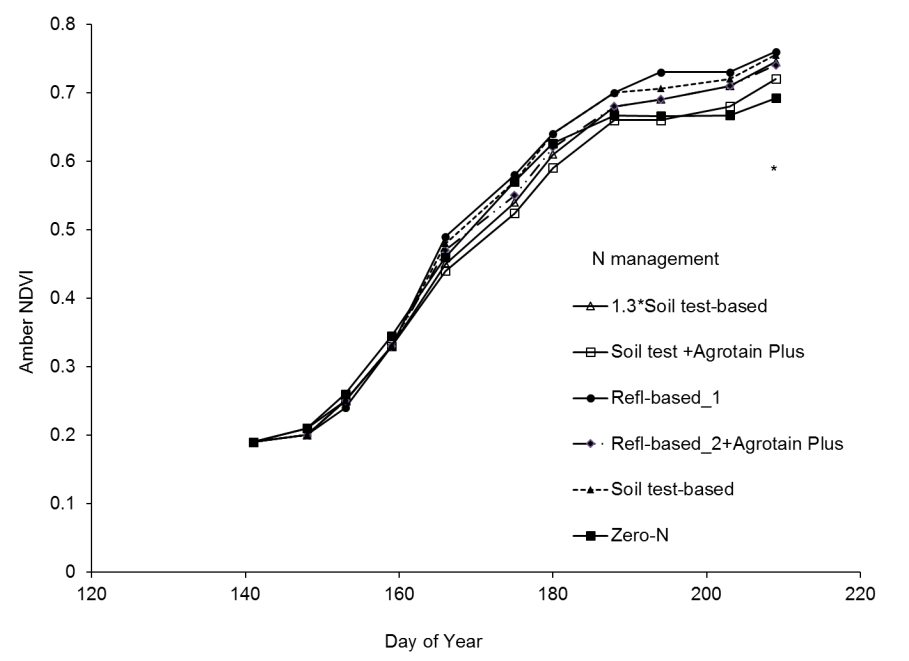 0.8
0.7
0.6
0.5
0.4
0.3
0.2
0.1
0
Amber NDVI
120
140
160
180
200
220
Day of Year
*
N management
1.3*Soil test-based
Soil test +Agrotain Plus
Refl-based_1
Refl-based_2+Agrotain Plus
Soil test-based
Zero-N